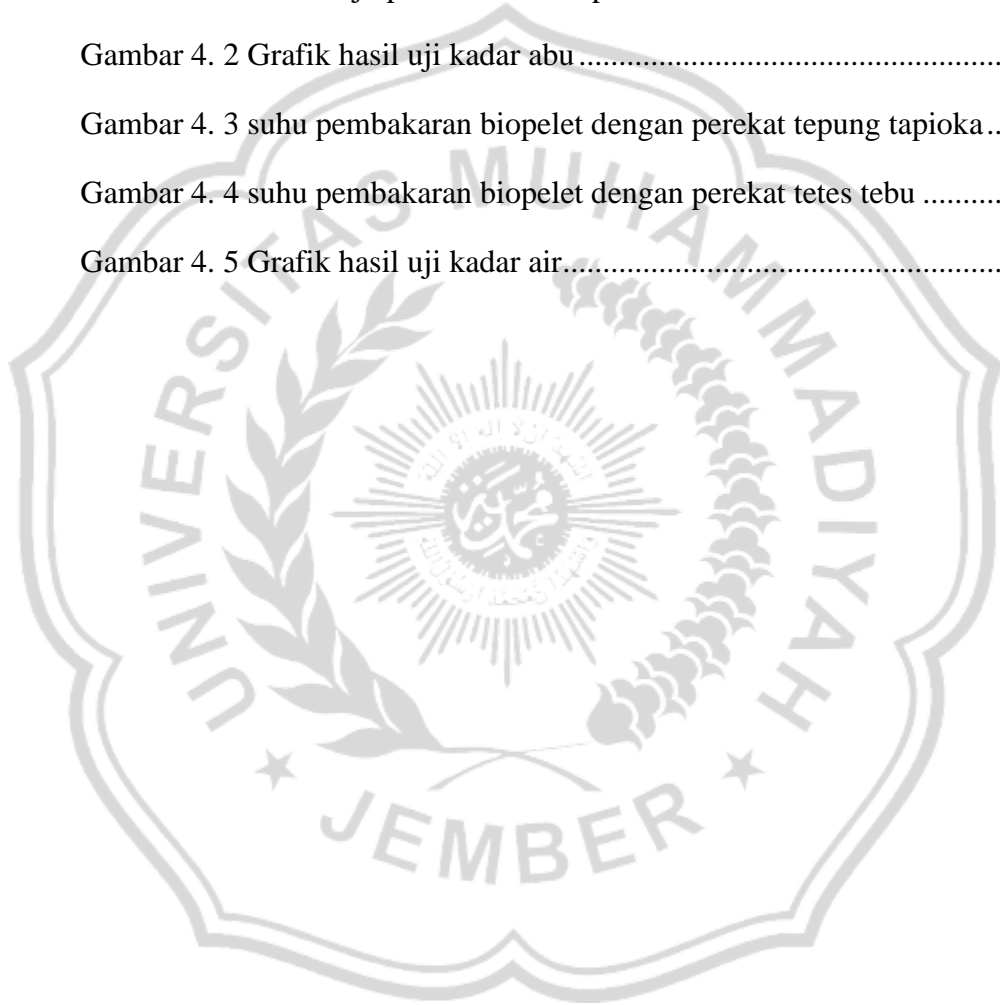 Gambar 4. 2 Grafik hasil uji kadar abu................................................
Gambar 4. 3 suhu pembakaran biopelet dengan perekat tepung tapioka..
Gambar 4. 4 suhu pembakaran biopelet dengan perekat tetes tebu ..........
Gambar 4. 5 Grafik hasil uji kadar air..................................................
UNIVERSITAS MUHAMMADIYAH
JEMBER